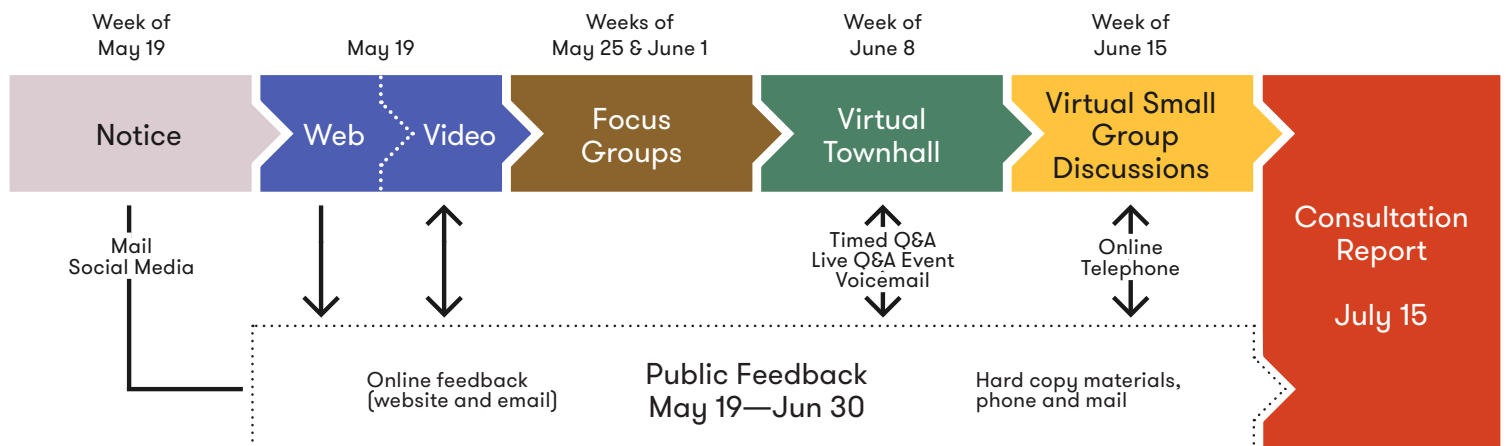 Week of
May 19
May 19
Weeks of
May 25 & June 1
Week of
June 8
Week of
June 15
Notice
Web
Video
Focus
Groups
Virtual
Townhall
Virtual Small
Group
Discussions
Consultation
Report
July 15
Mail
Social Media
Timed Q&A
Live Q&A Event
Voicemail
Online
Telephone
Online feedback
(website and email)
Public Feedback
May 19—Jun 30
Hard copy materials,
phone and mail